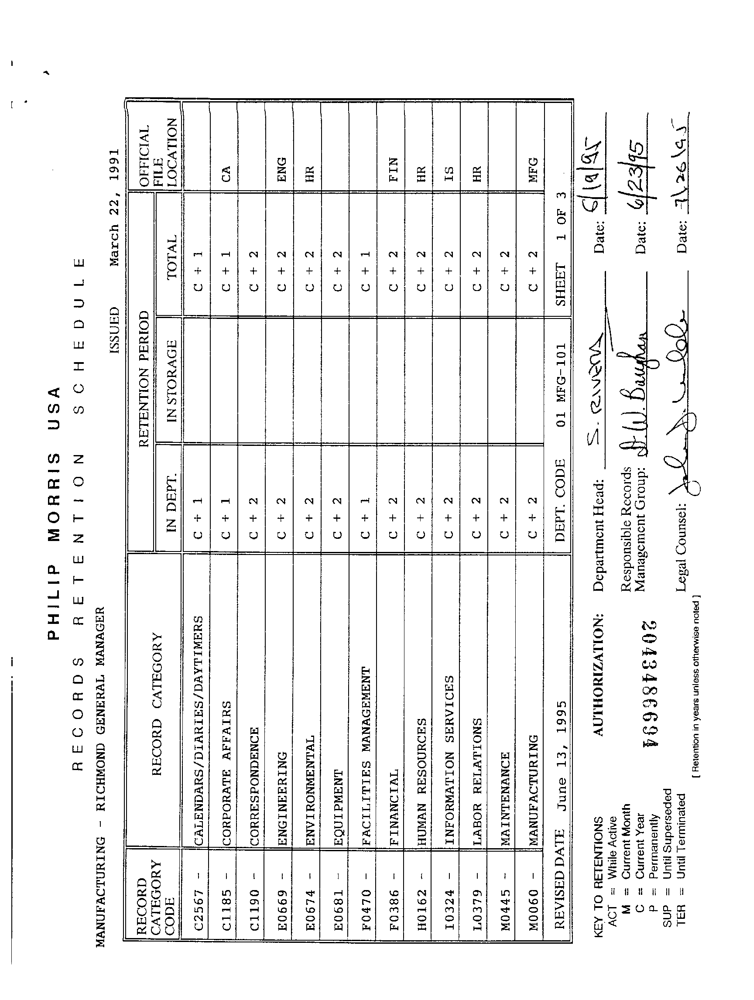 PHILIP MORRIS USA
RECORDS RETENTION SCHEDULE
ISSUED March 22, 1991
MANUFACTURING - RICHMOND GENERAL MANAGER
RECORD CATEGORY CODE RECORD CATEGORY RETENTION PERIOD OFFICIAL FILE LOCATION
IN DEPT. IN STORAGE TOTAL
C2567 - CALENDARS/DIARIES/DAYTIMERS C + 1 C + 1
C1185 - CORPORATE AFFAIRS C + 1 C + 1 CA
C1190 - CORRESPONDENCE C + 2 C + 2
E0669 - ENGINEERING C + 2 C + 2 ENG
E0674 - ENVIRONMENTAL C + 2 C + 2 HR
E0681 - EQUIPMENT C + 2 C + 2
F0470 - FACILITIES MANAGEMENT C + 1 C + 1
F0386 - FINANCIAL C + 2 C + 2 FIN
H0162 - HUMAN RESOURCES C + 2 C + 2 HR
I0324 - INFORMATION SERVICES C + 2 C + 2 IS
L0379 - LABOR RELATIONS C + 2 C + 2 HR
M0445 - MAINTENANCE C + 2 C + 2
M0060 - MANUFACTURING C + 2 C + 2 MFG
REVISED DATE June 13, 1995 DEPT. CODE 01 MFG-101 SHEET 1 OF 3
KEY TO RETENTIONS
ACT = While Active
M = Current Month
C = Current Year
P = Permanently
SUP = Until Superseded
TER = Until Terminated
[ Retention in years unless otherwise noted ]
AUTHORIZATION:
2043486694
Department Head: S. RIVERS Date: 6/19/95
Responsible Records
Management Group: W. Baughan Date: 6/23/95
Legal Counsel: Date: 7/26/95